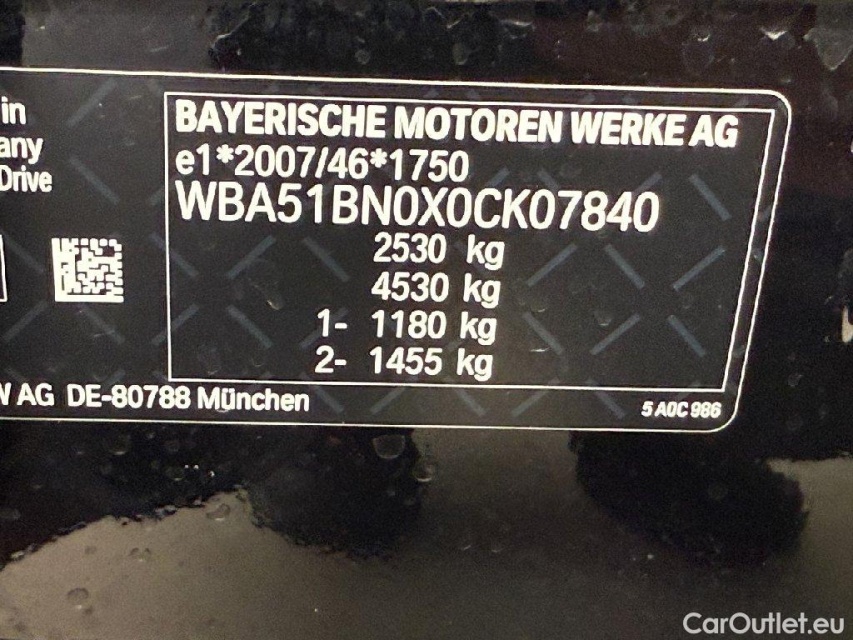 in
any
Drive
BAYERISCHE MOTOREN WERKE AG
e1*2007/46*1750
WBA51BN0X0CK07840
2530 kg
4530 kg
1- 1180 kg
2- 1455 kg
W AG DE-80788 München
5 A0C 986
CarOutlet.eu